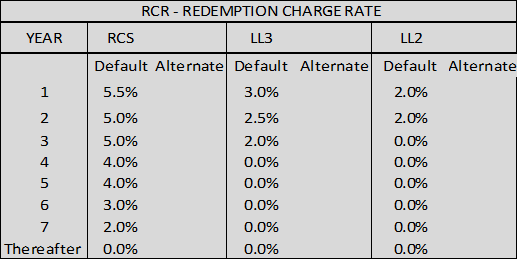 RCR - REDEMPTION CHARGE RATE
YEAR RCS LL3 LL2
Default Alternate Default Alternate Default Alternate
1 5.5% 3.0% 2.0%
2 5.0% 2.5% 2.0%
3 5.0% 2.0% 0.0%
4 4.0% 0.0% 0.0%
5 4.0% 0.0% 0.0%
6 3.0% 0.0% 0.0%
7 2.0% 0.0% 0.0%
Thereafter 0.0% 0.0% 0.0%